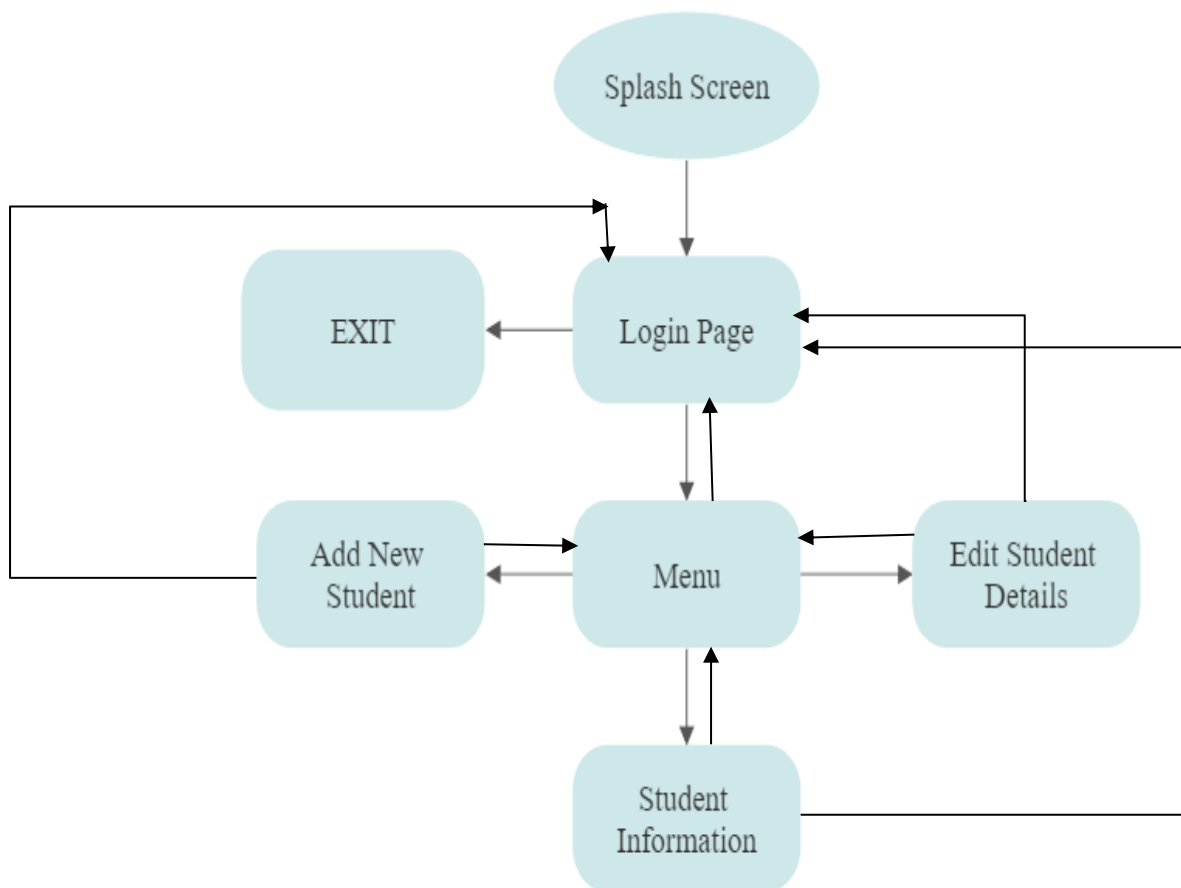 Splash Screen
EXIT
Login Page
Add New
Student
Menu
Edit Student
Details
Student
Information